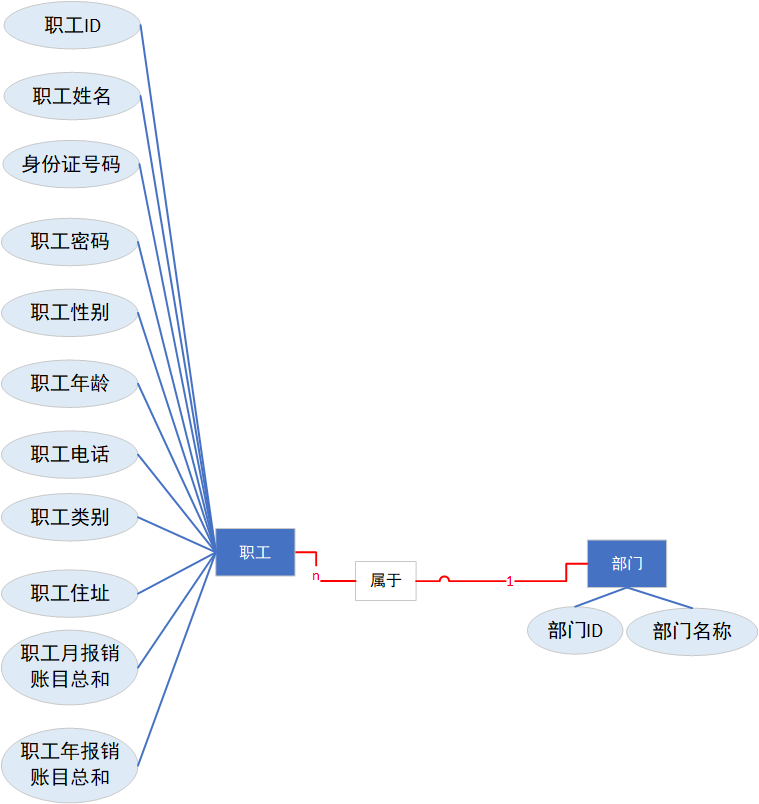 职工ID
职工姓名
身份证号码
职工密码
职工性别
职工年龄
职工电话
职工类别
职工住址
职工月报销
账目总和
职工年报销
账目总和
职工
n
属于
1
部门
部门ID
部门名称